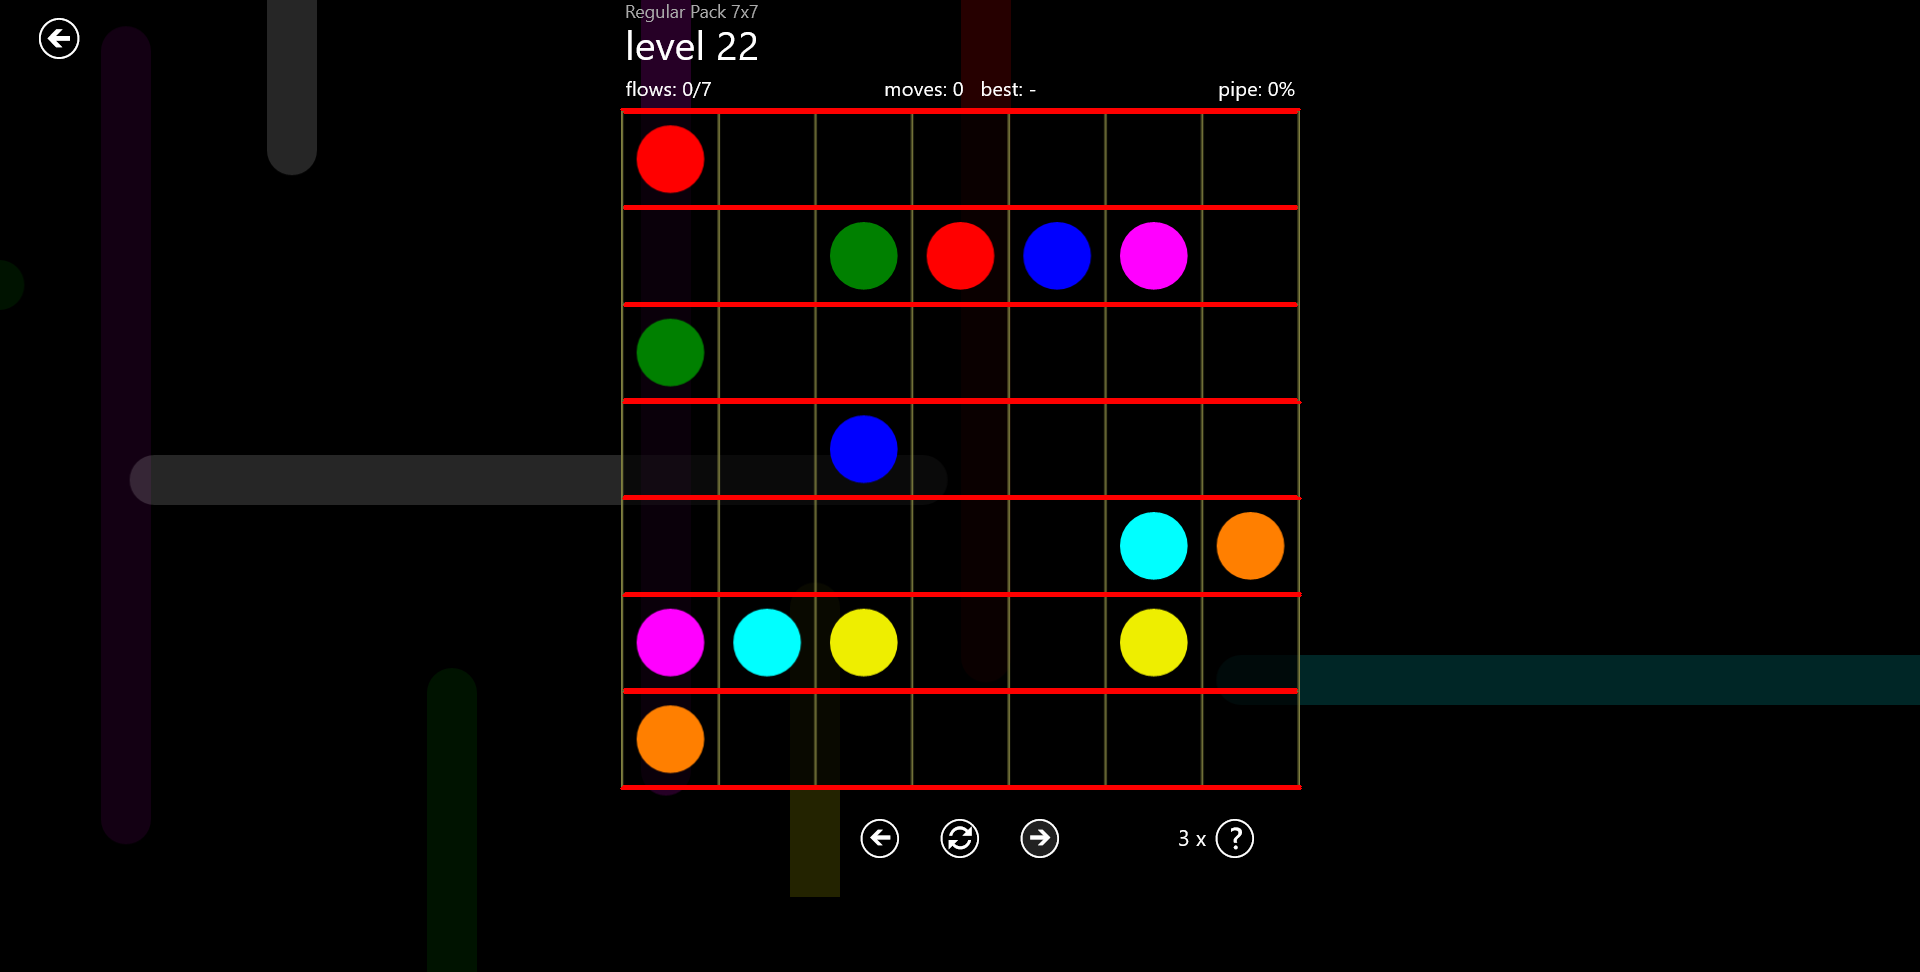 Regular Pack 7x7
level 22
flows: 0/7 moves: 0 best: - pipe: 0%
3 x ?